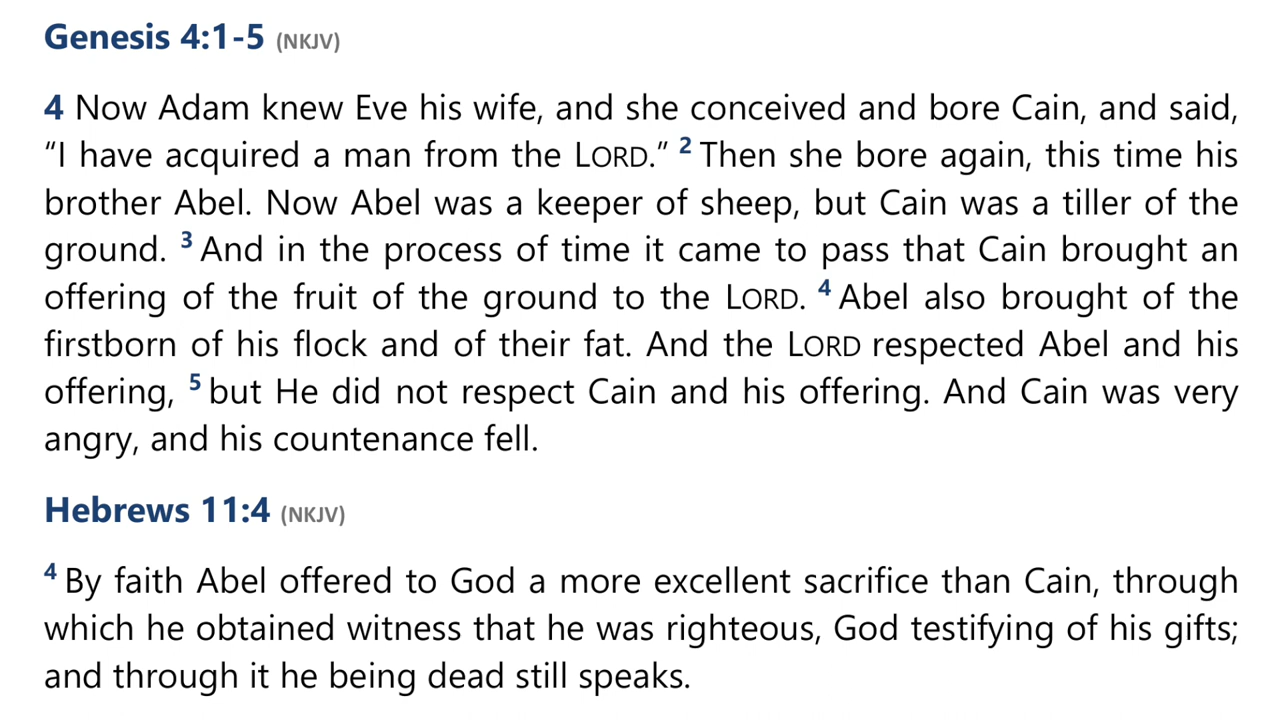 Genesis 4:1-5 (NKJV)
4 Now Adam knew Eve his wife, and she conceived and bore Cain, and said,
“I have acquired a man from the LORD.” 2 Then she bore again, this time his
brother Abel. Now Abel was a keeper of sheep, but Cain was a tiller of the
ground. 3 And in the process of time it came to pass that Cain brought an
offering of the fruit of the ground to the LORD. 4 Abel also brought of the
firstborn of his flock and of their fat. And the LORD respected Abel and his
offering, 5 but He did not respect Cain and his offering. And Cain was very
angry, and his countenance fell.
Hebrews 11:4 (NKJV)
4 By faith Abel offered to God a more excellent sacrifice than Cain, through
which he obtained witness that he was righteous, God testifying of his gifts;
and through it he being dead still speaks.